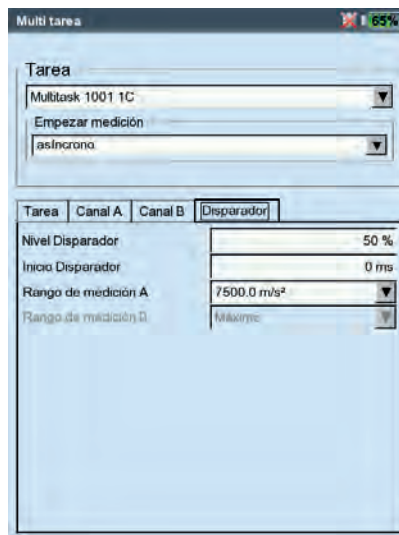 Multi tarea 65%
Tarea
Multitask 1001 1C
Empezar medición
asíncrono
Tarea Canal A Canal B Disparador
Nivel Disparador 50 %
Inicio Disparador 0 ms
Rango de medición A 7500.0 m/s²
Rango de medición B Máximo